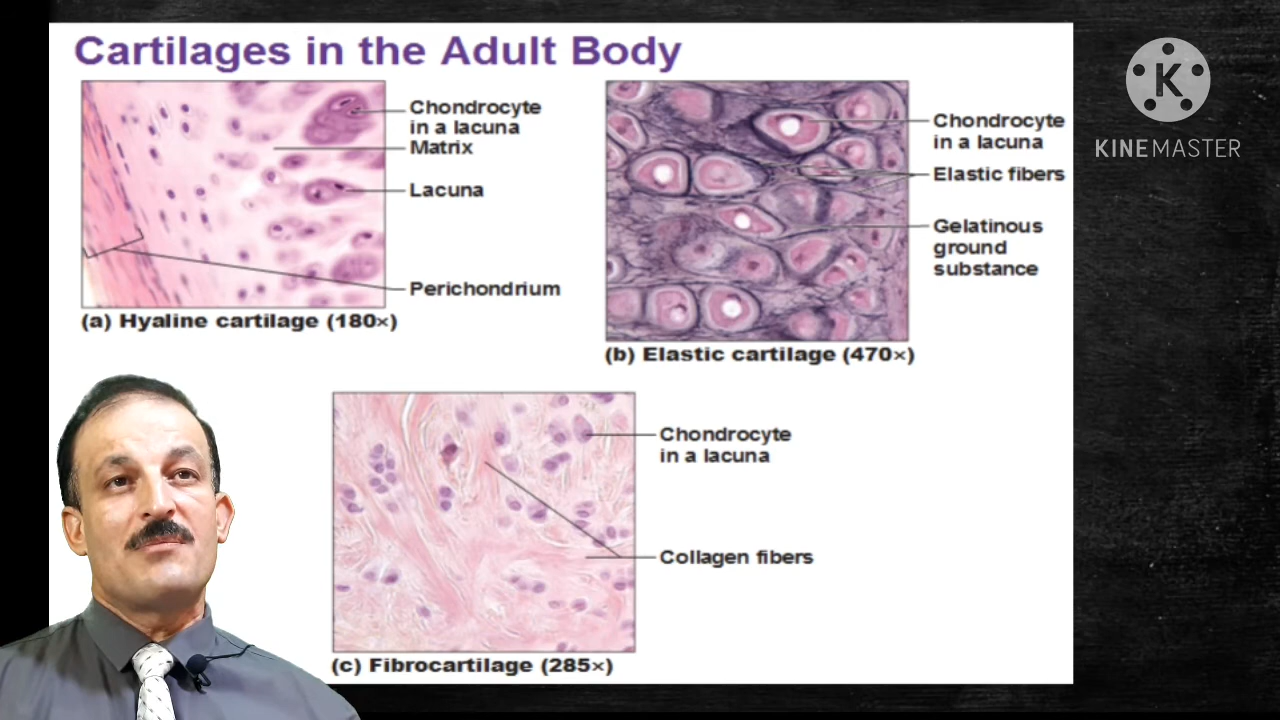 Cartilages in the Adult Body
Chondrocyte
in a lacuna
Matrix
Lacuna
Perichondrium
(a) Hyaline cartilage (180×)
Chondrocyte
in a lacuna
Elastic fibers
Gelatinous
ground
substance
(b) Elastic cartilage (470×)
Chondrocyte
in a lacuna
Collagen fibers
(c) Fibrocartilage (285×)
K
KINEMASTER